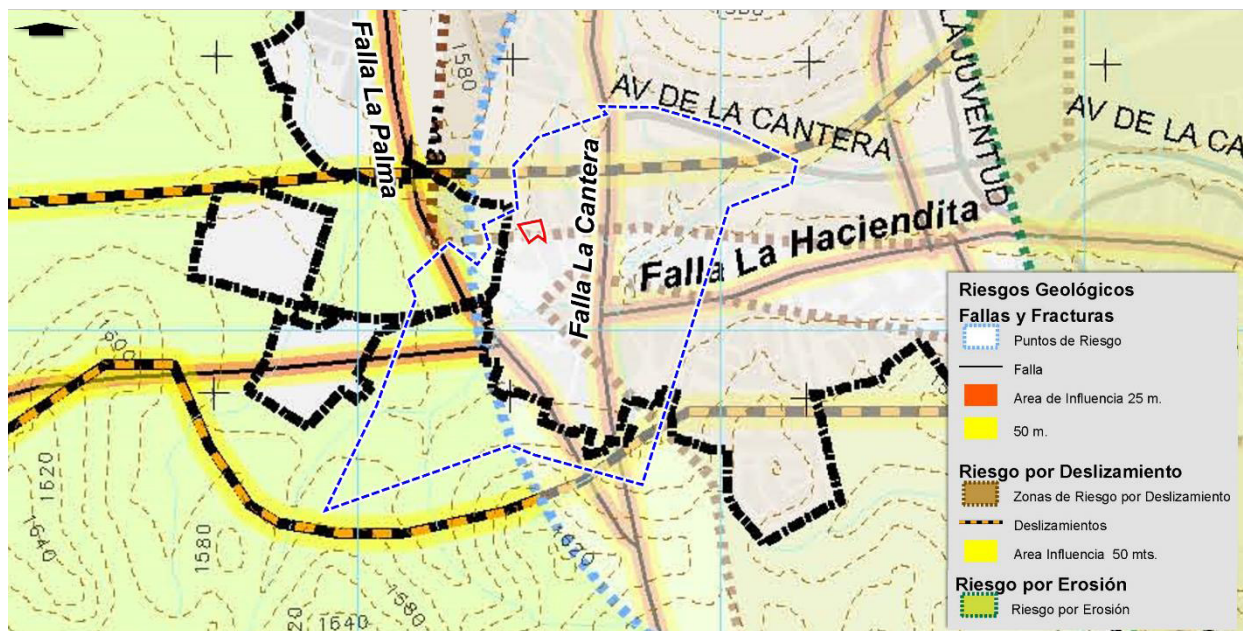 1580
Falla La Palma
ma
Falla La Cantera
AV DE LA CANTERA
LA JUVENTUD
AV DE LA CA
Falla La Haciendita
1600
1620
1640
1580
1620
1580
1640
20
Riesgos Geológicos
Fallas y Fracturas
Puntos de Riesgo
Falla
Area de Influencia 25 m.
50 m.
Riesgo por Deslizamiento
Zonas de Riesgo por Deslizamiento
Deslizamientos
Area Influencia 50 mts.
Riesgo por Erosión
Riesgo por Erosión